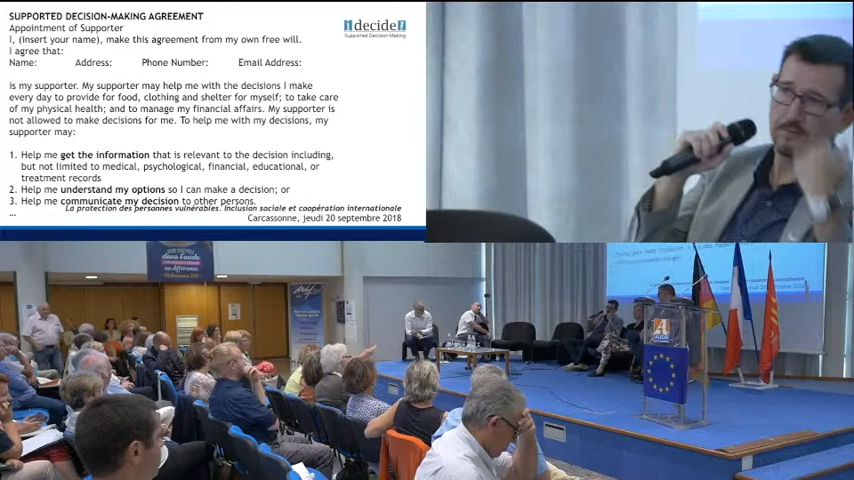 SUPPORTED DECISION-MAKING AGREEMENT
Appointment of Supporter
I, (insert your name), make this agreement from my own free will.
I agree that:
Name: Address: Phone Number: Email Address:
is my supporter. My supporter may help me with the decisions I make
every day to provide for food, clothing and shelter for myself; to take care
of my physical health; and to manage my financial affairs. My supporter is
not allowed to make decisions for me. To help me with my decisions, my
supporter may:
1. Help me get the information that is relevant to the decision including,
but not limited to medical, psychological, financial, educational, or
treatment records
2. Help me understand my options so I can make a decision; or
3. Help me communicate my decision to other persons.
...
La protection des personnes vulnérables. Inclusion sociale et coopération internationale
Carcassonne, jeudi 20 septembre 2018
idecide
Supported Decision Making
dans l'aude